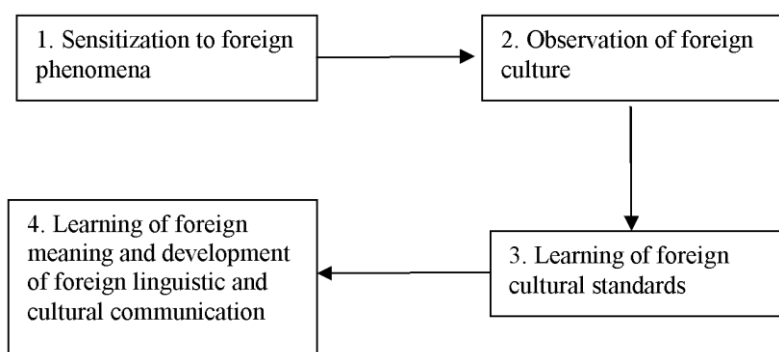 1. Sensitization to foreign
phenomena
2. Observation of foreign
culture
3. Learning of foreign
cultural standards
4. Learning of foreign
meaning and development
of foreign linguistic and
cultural communication